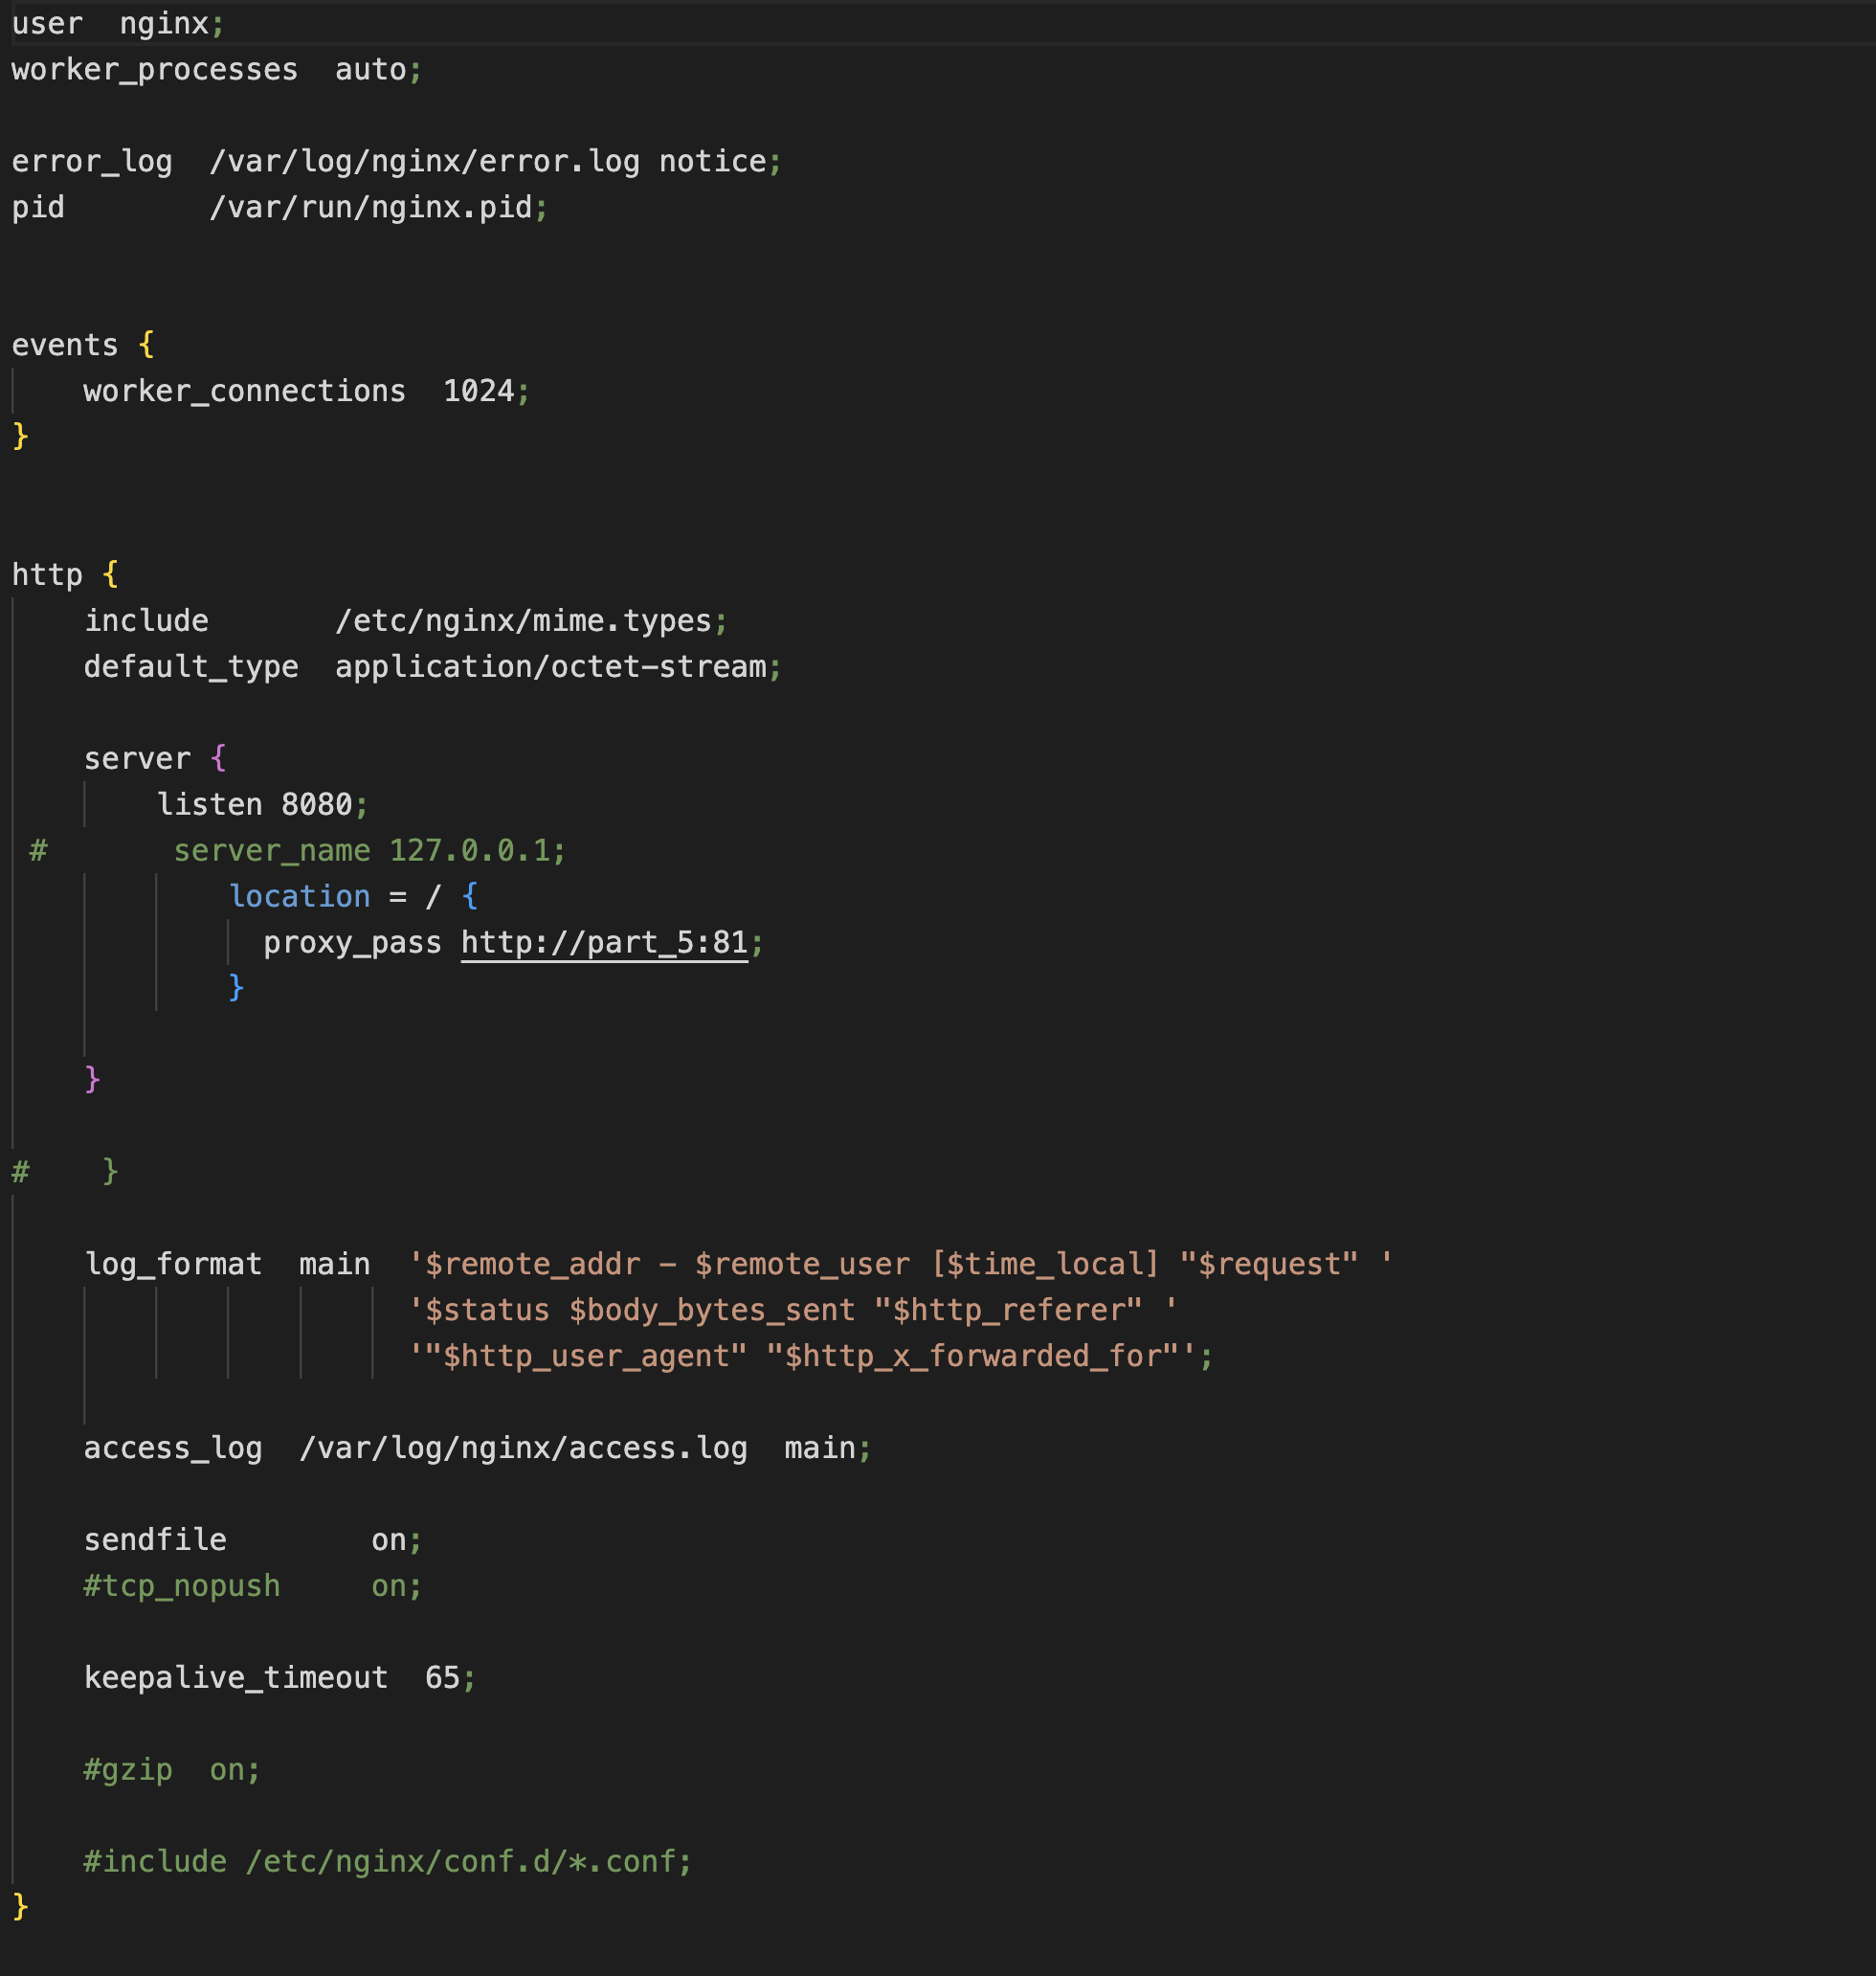 user  nginx;
worker_processes  auto;
error_log  /var/log/nginx/error.log notice;
pid        /var/run/nginx.pid;
events {
    worker_connections  1024;
}
http {
    include       /etc/nginx/mime.types;
    default_type  application/octet-stream;
    server {
        listen 8080;
 #       server_name 127.0.0.1;
            location = / {
              proxy_pass http://part_5:81;
            }
    }
#    }
    log_format  main  '$remote_addr - $remote_user [$time_local] "$request" '
                      '$status $body_bytes_sent "$http_referer" '
                      '"$http_user_agent" "$http_x_forwarded_for"';
    access_log  /var/log/nginx/access.log  main;
    sendfile        on;
    #tcp_nopush     on;
    keepalive_timeout  65;
    #gzip  on;
    #include /etc/nginx/conf.d/*.conf;
}